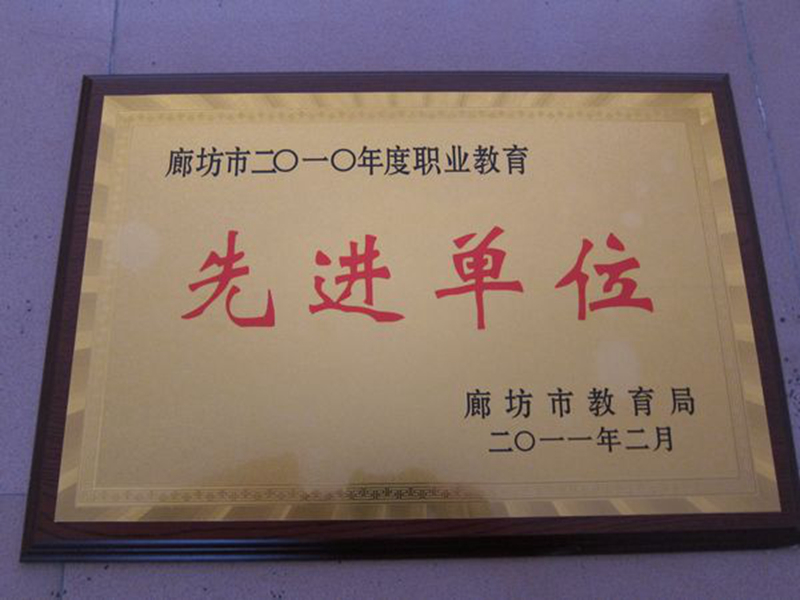 廊坊市二〇一〇年度职业教育
先进单位
廊坊市教育局
二〇一一年二月